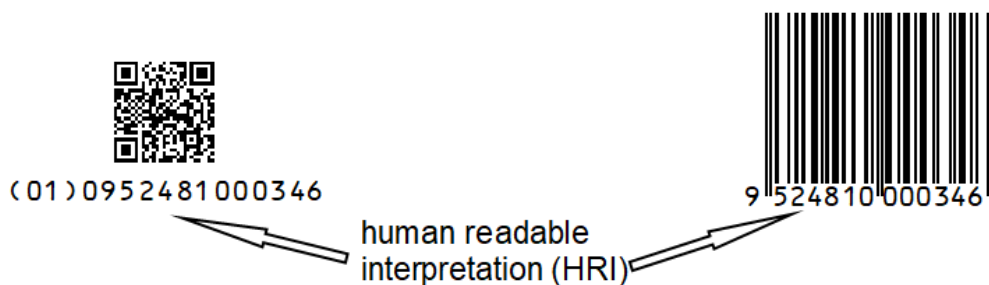 (01)0952481000346
9 524810 000346
human readable
interpretation (HRI)